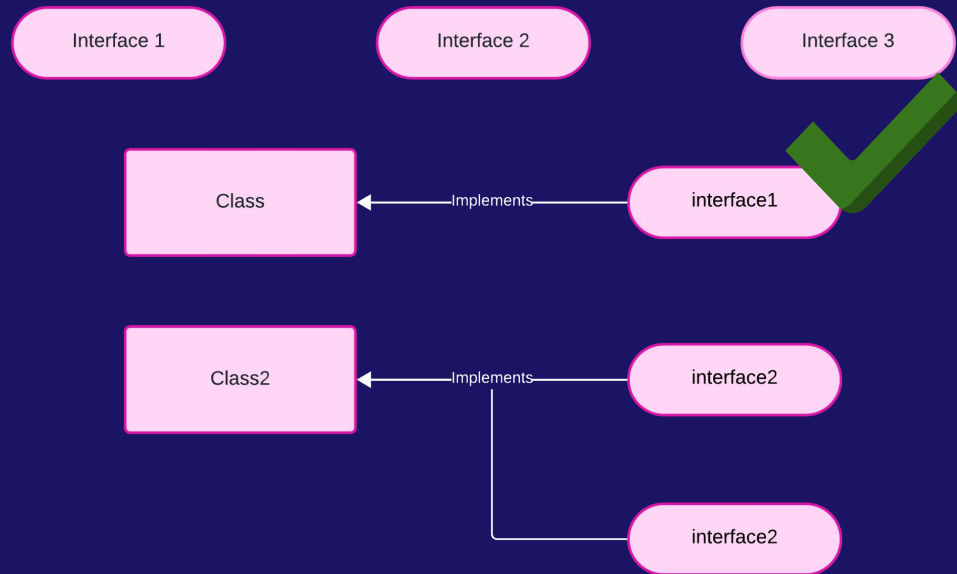 Interface 1
Interface 2
Interface 3
Class
Implements
interface1
Class2
Implements
interface2
interface2